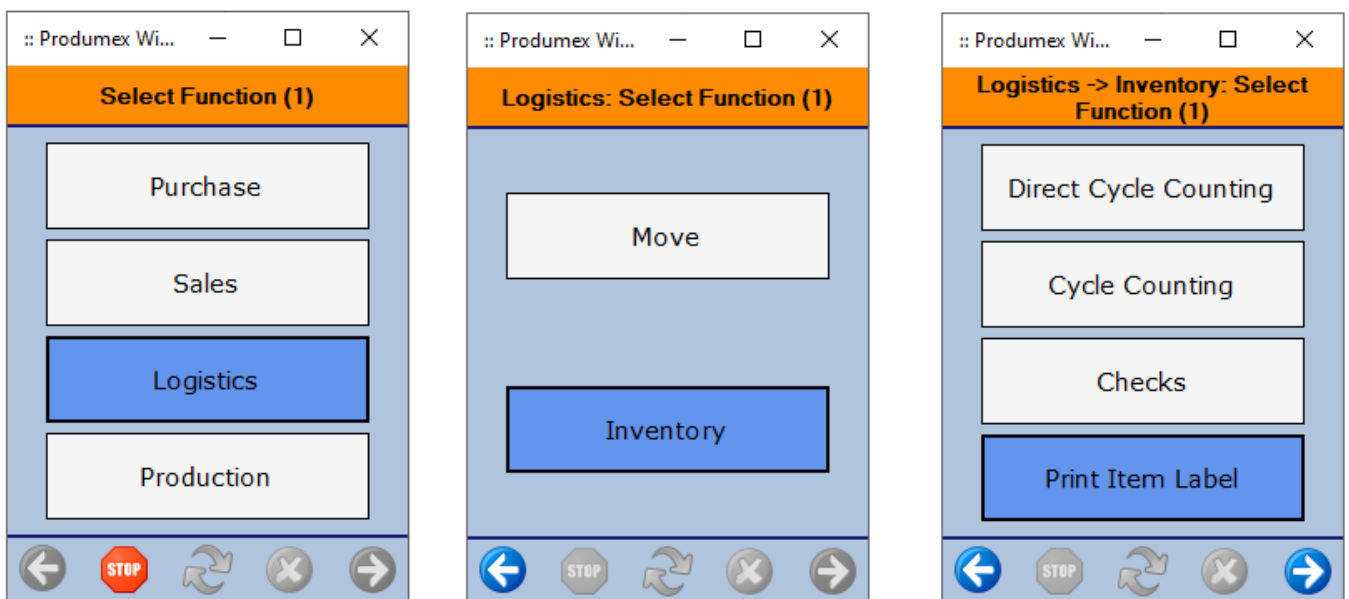 :: Produmex Wi...
Select Function (1)
Purchase
Sales
Logistics
Production
STOP
:: Produmex Wi...
Logistics: Select Function (1)
Move
Inventory
STOP
:: Produmex Wi...
Logistics -> Inventory: Select
Function (1)
Direct Cycle Counting
Cycle Counting
Checks
Print Item Label
STOP